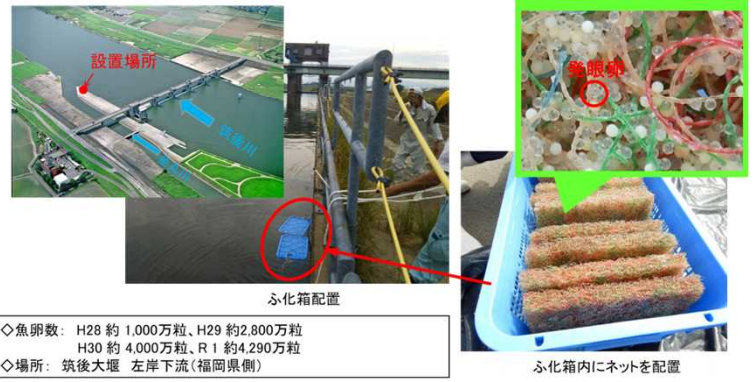 設置場所
筑後川
発眼卵
ふ化箱配置
ふ化箱内にネットを配置
◇魚卵数： H28 約 1,000万粒、H29 約2,800万粒
H30 約 4,000万粒、R１ 約4,290万粒
◇場所： 筑後大堰 左岸下流(福岡県側)